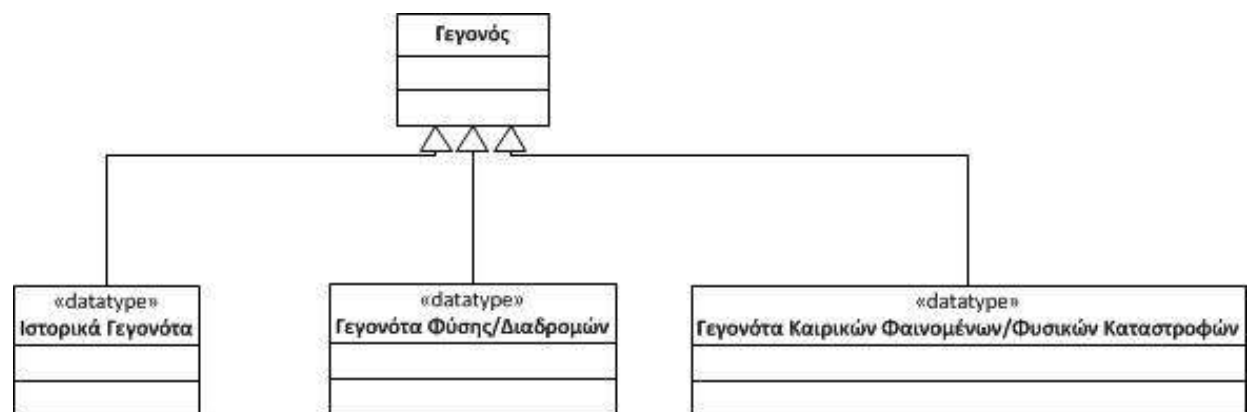 Γεγονός
«datatype»
Ιστορικά Γεγονότα
«datatype»
Γεγονότα Φύσης/Διαδρομών
«datatype»
Γεγονότα Καιρικών Φαινομένων/Φυσικών Καταστροφών